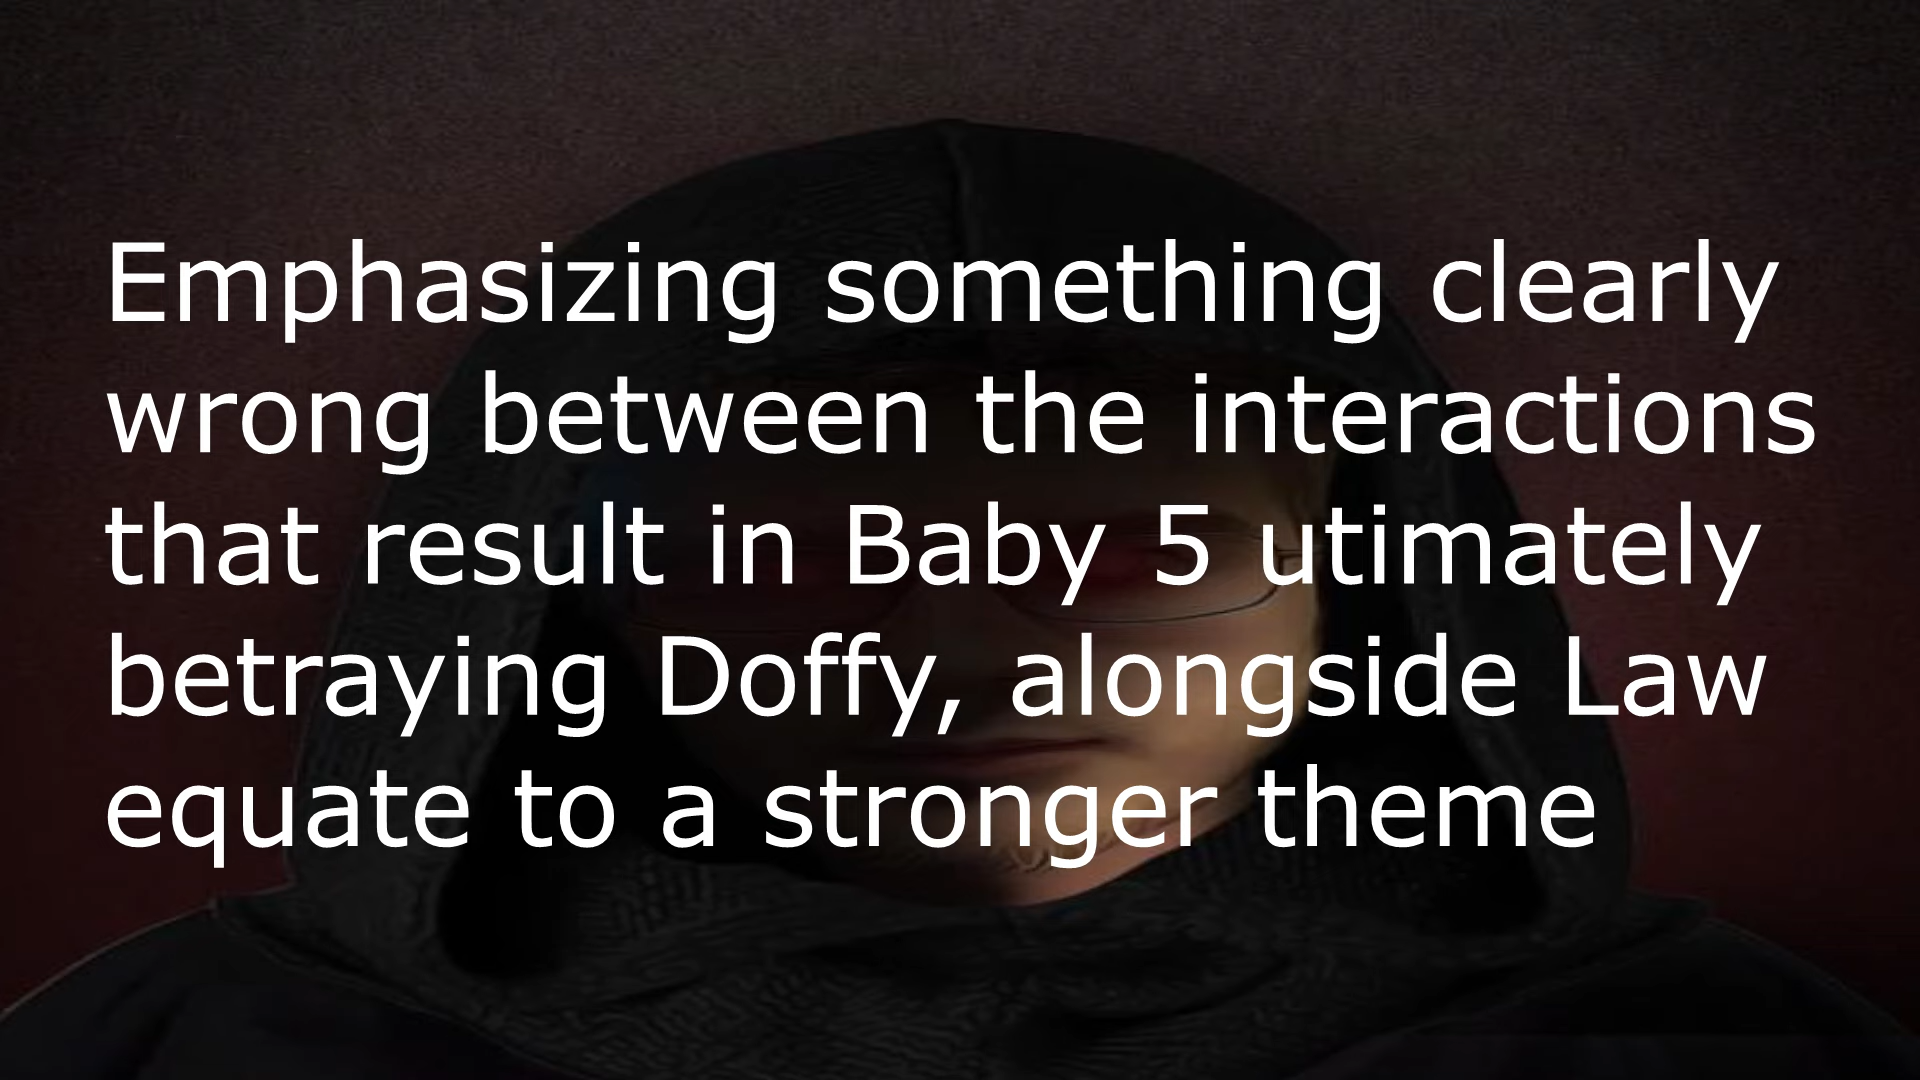 Emphasizing something clearly
wrong between the interactions
that result in Baby 5 utimately
betraying Doffy, alongside Law
equate to a stronger theme